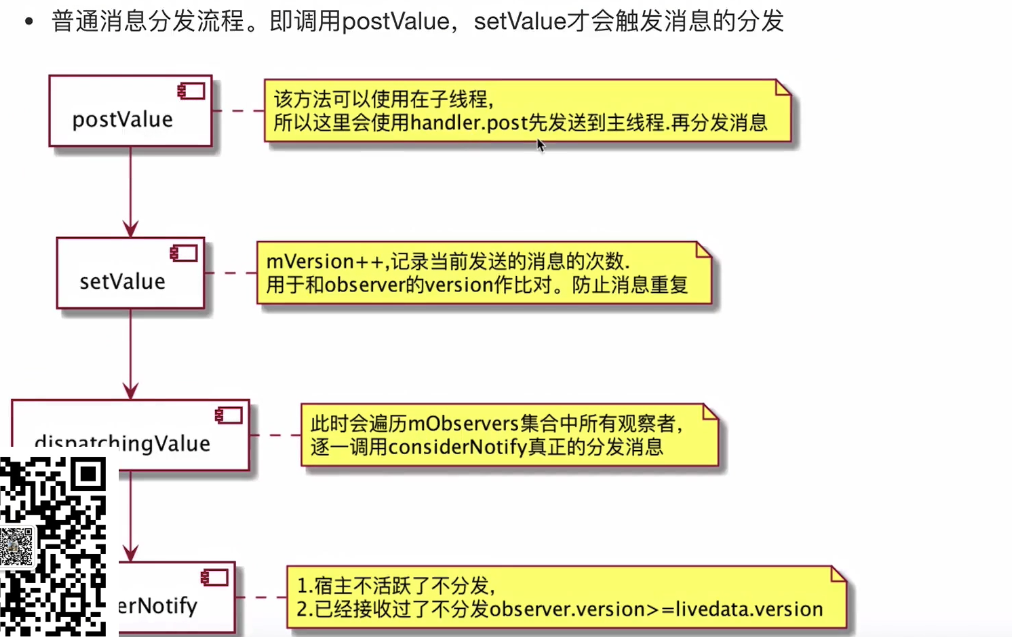 普通消息分发流程。即调用postValue，setValue才会触发消息的分发
postValue
该方法可以使用在子线程，
所以这里会使用handler.post先发送到主线程.再分发消息
setValue
mVersion++,记录当前发送的消息的次数.
用于和observer的version作比对。防止消息重复
dispatchingValue
此时会遍历mObservers集合中所有观察者，
逐一调用considerNotify真正的分发消息
erNotify
1.宿主不活跃了不分发，
2.已经接收过了不分发observer.version>=livedata.version